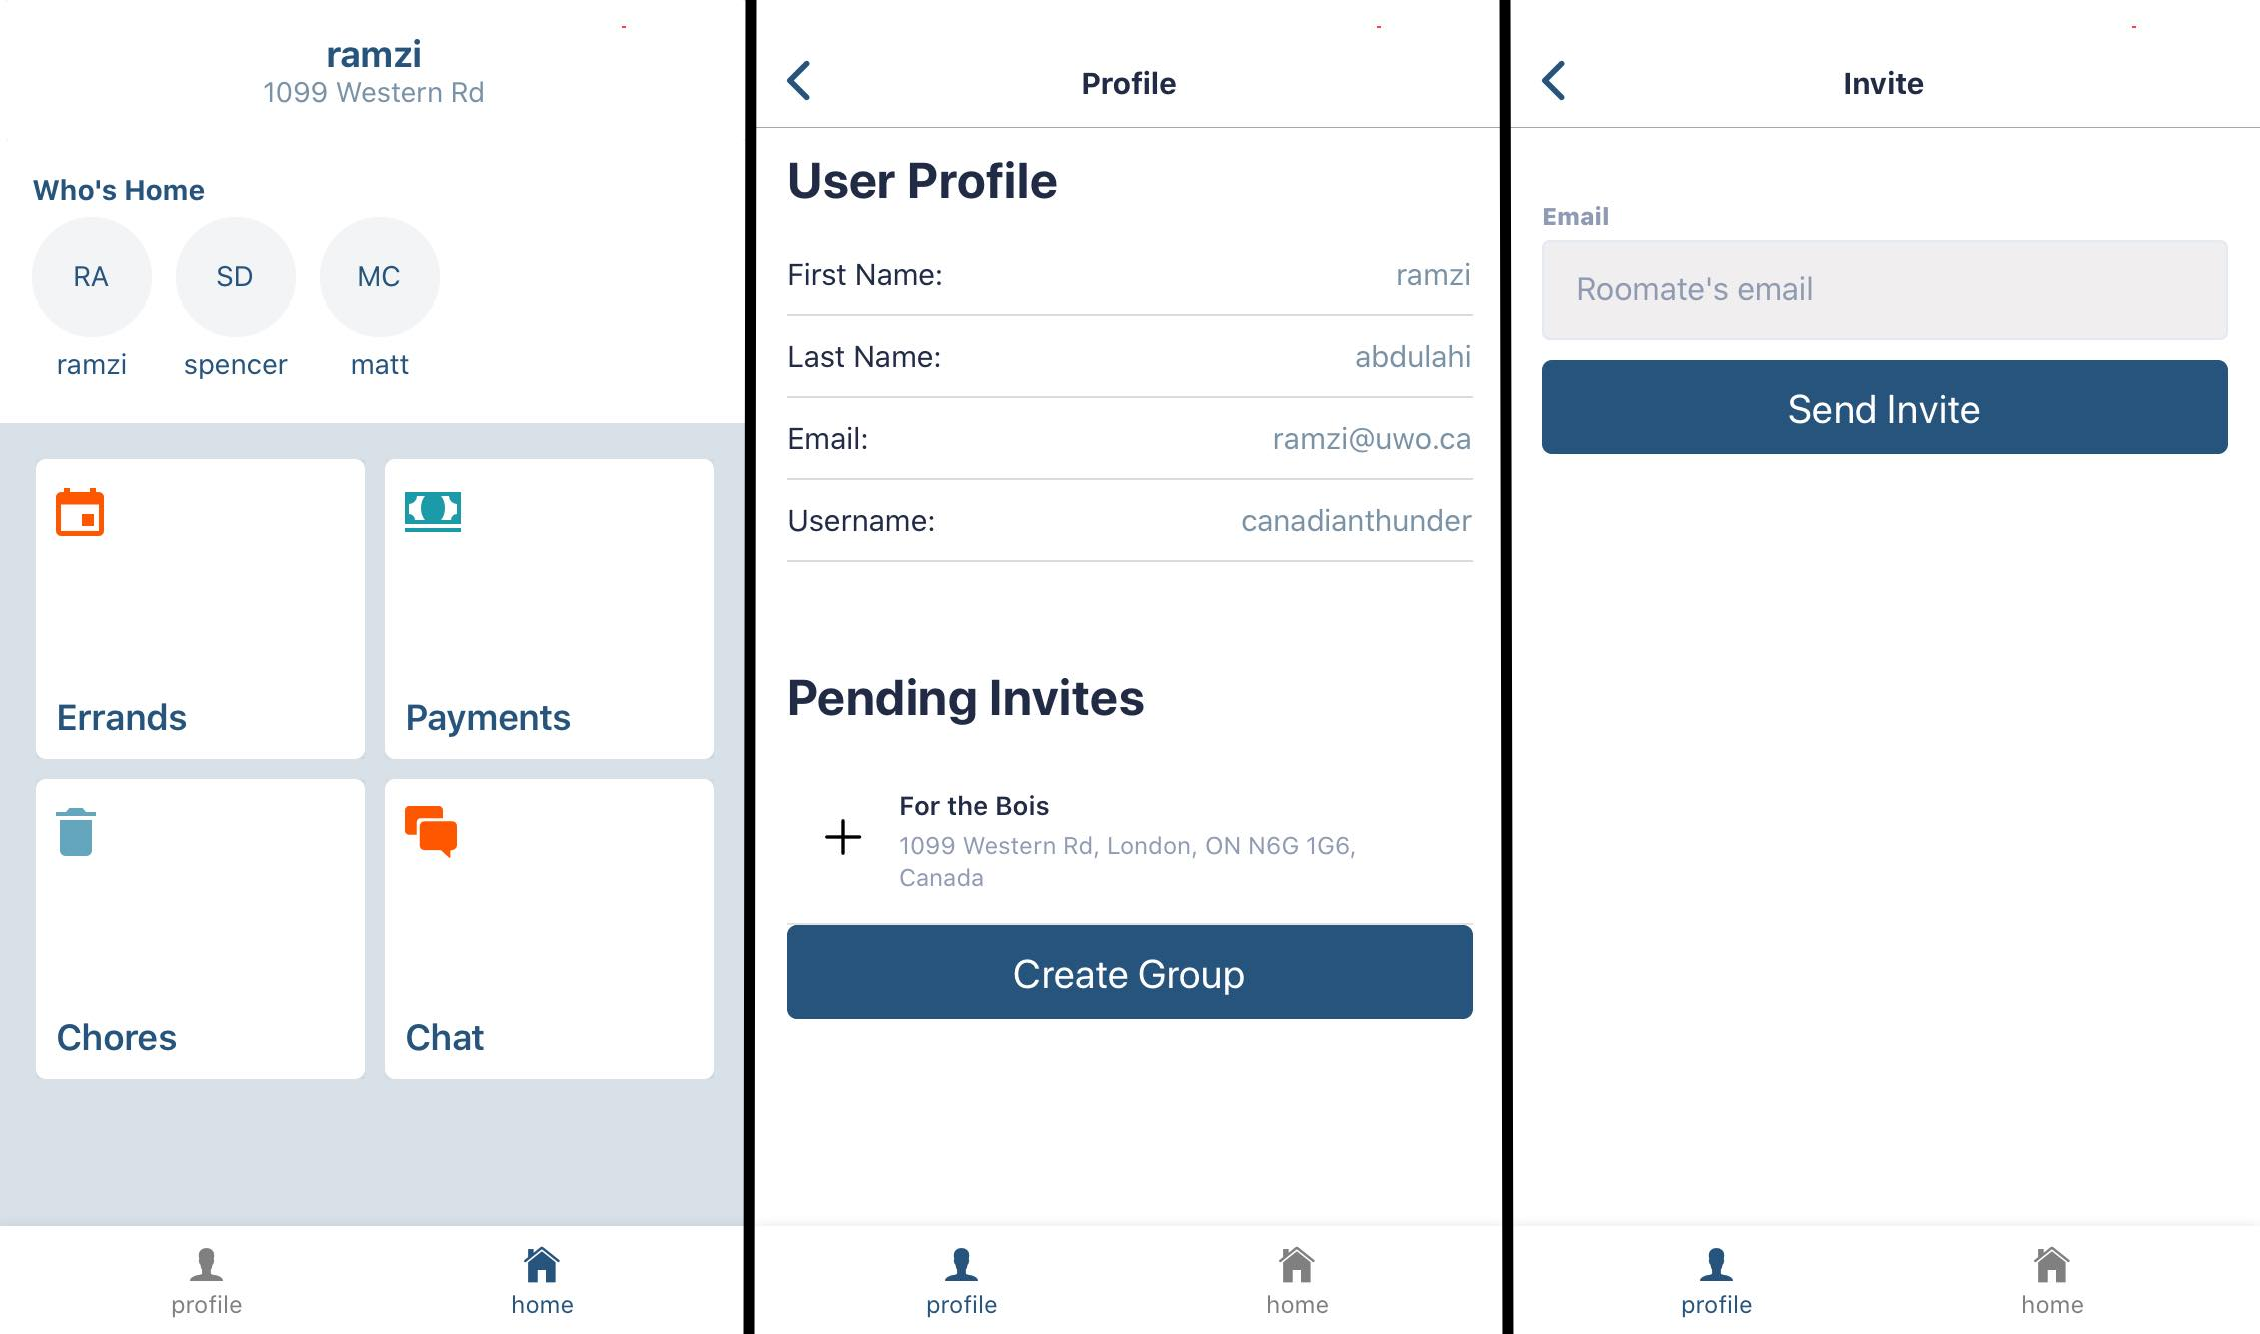 ramzi
1099 Western Rd
Who's Home
RA SD MC
ramzi spencer matt
Errands Payments
Chores Chat
profile home
Profile
User Profile
First Name: ramzi
Last Name: abdulahi
Email: ramzi@uwo.ca
Username: canadianthunder
Pending Invites
For the Bois
1099 Western Rd, London, ON N6G 1G6,
Canada
Create Group
profile home
Invite
Email
Roomate's email
Send Invite
profile home